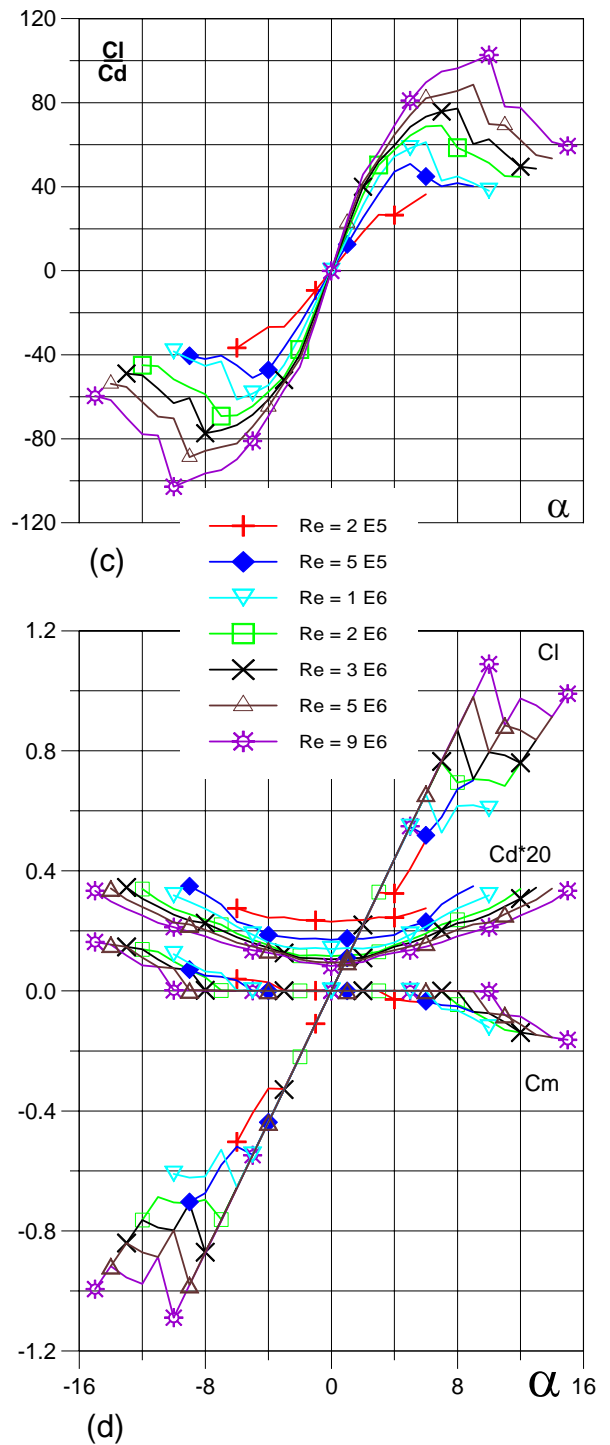 120
Cl
Cd
80
40
0
-40
-80
-120
α
(c)
Re = 2 E5
Re = 5 E5
Re = 1 E6
Re = 2 E6
Re = 3 E6
Re = 5 E6
Re = 9 E6
1.2
Cl
0.8
Cd*20
0.4
0.0
Cm
-0.4
-0.8
-1.2
-16 -8 0 8 α 16
(d)